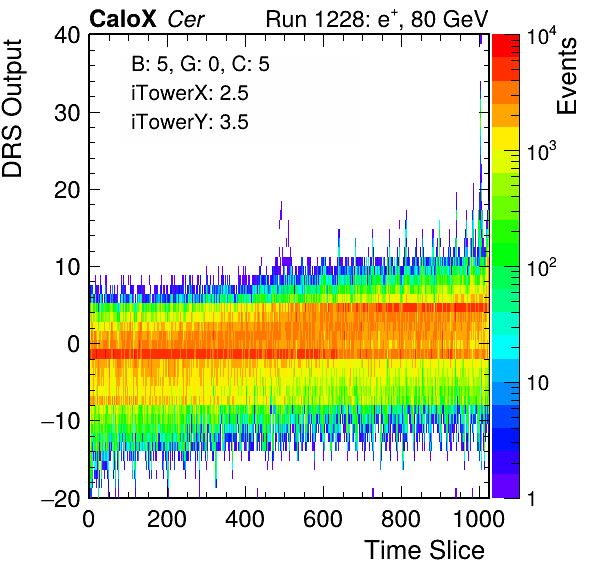 CaloX Cer Run 1228: e+, 80 GeV
B: 5, G: 0, C: 5
iTowerX: 2.5
iTowerY: 3.5
DRS Output
40
30
20
10
0
−10
−20
0 200 400 600 800 1000
Time Slice
Events
10^4
10^3
10^2
10
1